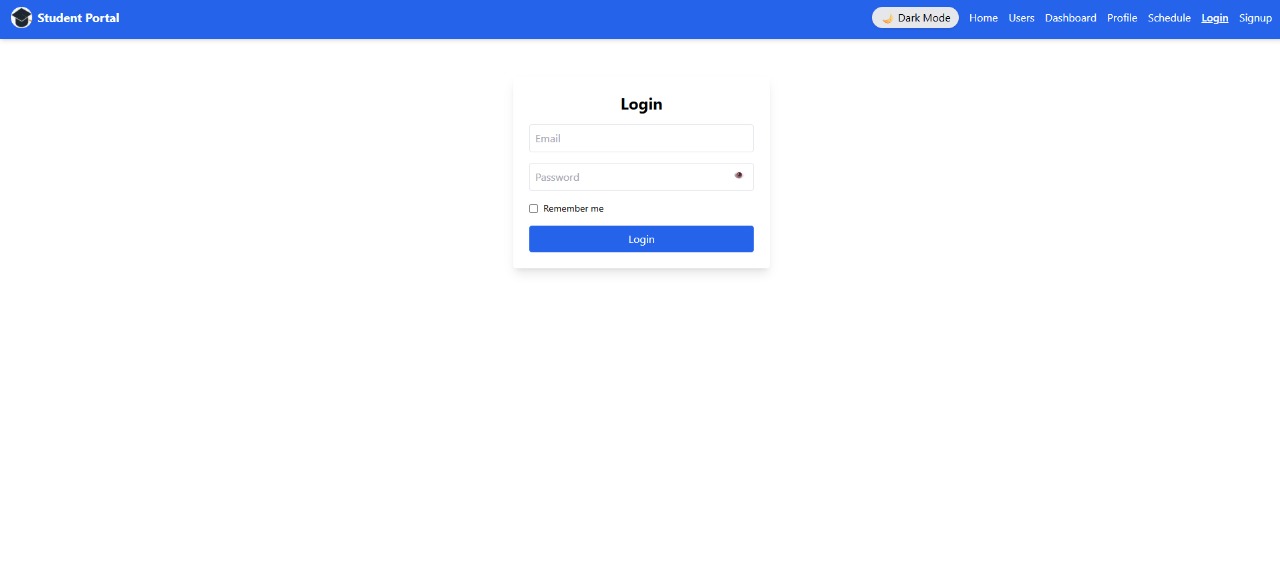 Student Portal
🌙 Dark Mode Home Users Dashboard Profile Schedule Login Signup
Login
Email
Password
Remember me
Login